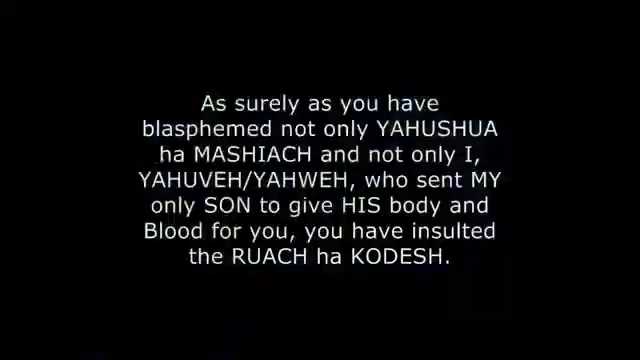 As surely as you have
blasphemed not only YAHUSHUA
ha MASHIACH and not only I,
YAHUVEH/YAHWEH, who sent MY
only SON to give HIS body and
Blood for you, you have insulted
the RUACH ha KODESH.